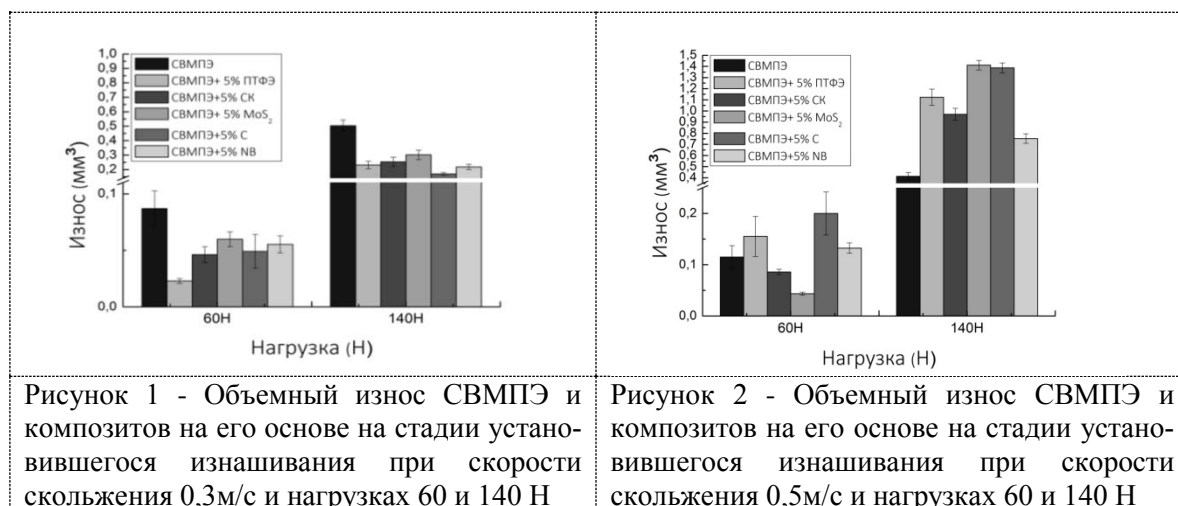 1,0
0,9
0,8
0,7
0,6
0,5
0,4
0,3
0,2
0,1
0,0
Износ (мм³)
СВМПЭ
СВМПЭ+ 5% ПТФЭ
СВМПЭ+5% СК
СВМПЭ+ 5% MoS₂
СВМПЭ+5% С
СВМПЭ+5% NB
60Н
140Н
Нагрузка (Н)
Рисунок 1 - Объемный износ СВМПЭ и
композитов на его основе на стадии устано-
вившегося изнашивания при скорости
скольжения 0,3м/с и нагрузках 60 и 140 Н
1,5
1,4
1,3
1,2
1,1
1,0
0,9
0,8
0,7
0,6
0,5
0,4
0,3
0,2
0,1
0,0
Износ (мм³)
СВМПЭ
СВМПЭ+ 5% ПТФЭ
СВМПЭ+5% СК
СВМПЭ+ 5% MoS₂
СВМПЭ+5% С
СВМПЭ+5% NB
60Н
140Н
Нагрузка (Н)
Рисунок 2 - Объемный износ СВМПЭ и
композитов на его основе на стадии устано-
вившегося изнашивания при скорости
скольжения 0,5м/с и нагрузках 60 и 140 Н